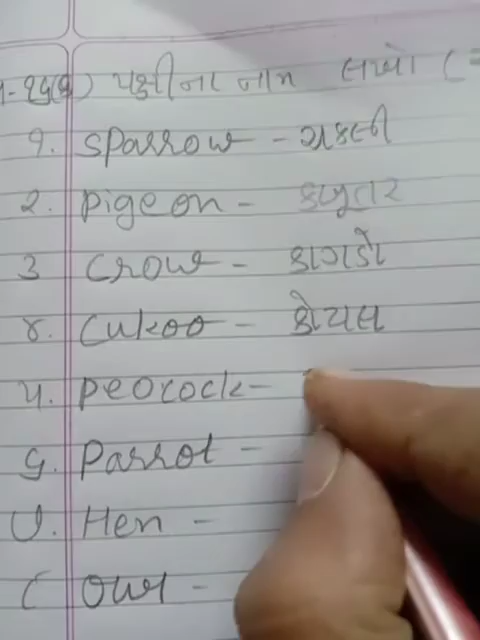 પક્ષીના નામ લખો (
૧. sparrow - ચકલી
૨. pigeon - કબૂતર
૩ crow - કાગડો
૪. cukoo - કોયલ
૫. peocock -
૬. Parrot -
૭. Hen -
૮ owl -